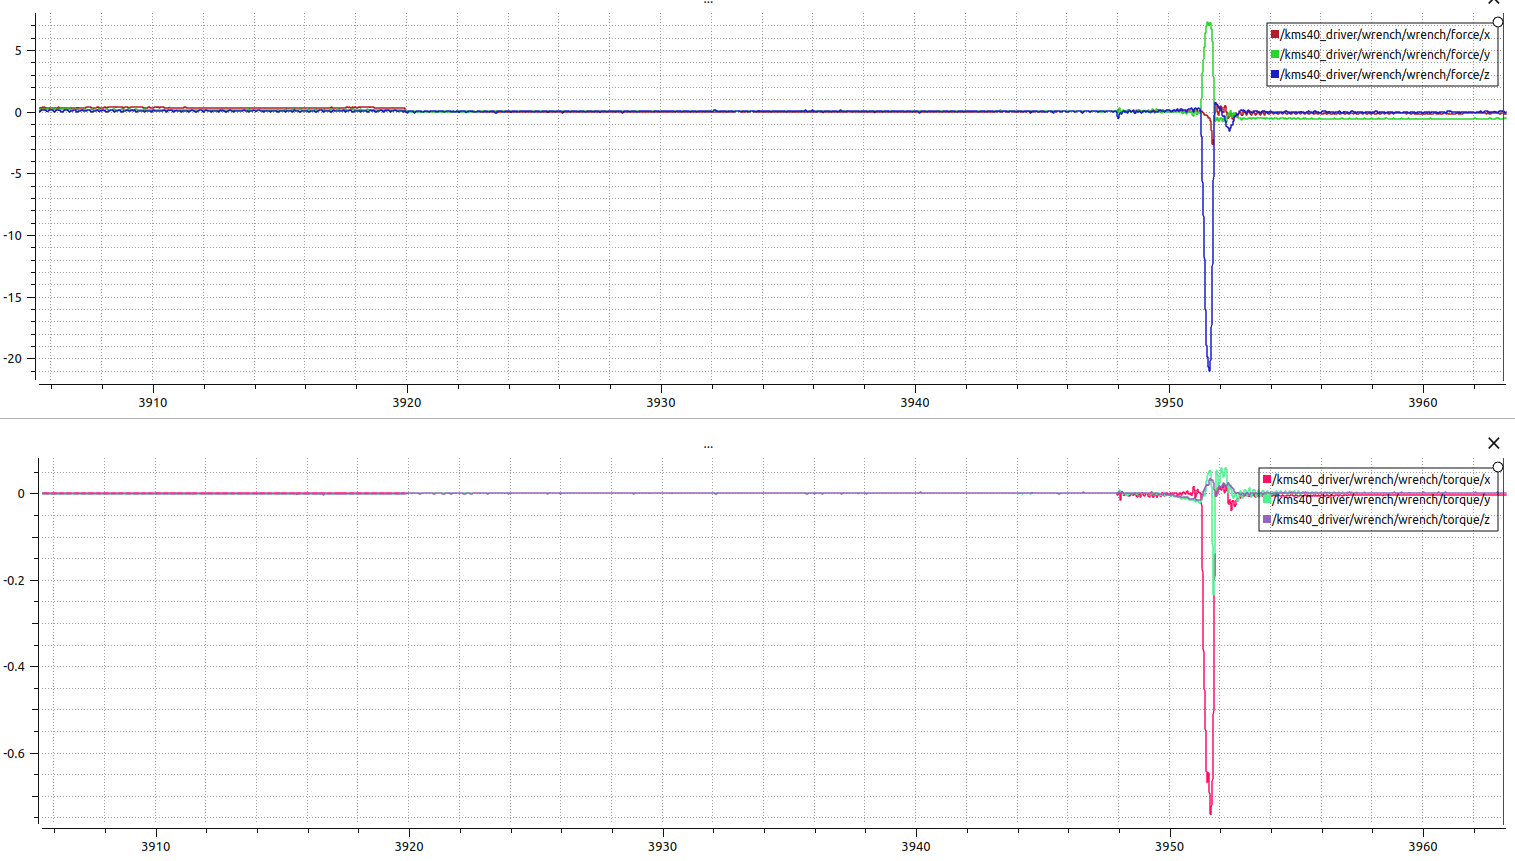 ...
5
/kms40_driver/wrench/wrench/force/x
/kms40_driver/wrench/wrench/force/y
/kms40_driver/wrench/wrench/force/z
0
-5
-10
-15
-20
3910 3920 3930 3940 3950 3960
...
0
/kms40_driver/wrench/wrench/torque/x
/kms40_driver/wrench/wrench/torque/y
/kms40_driver/wrench/wrench/torque/z
-0.2
-0.4
-0.6
3910 3920 3930 3940 3950 3960